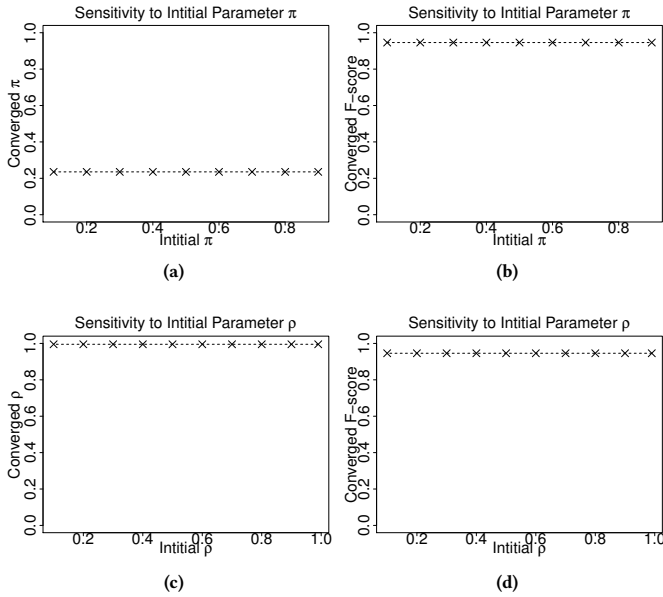 Sensitivity to Intitial Parameter π
Converged π
0.0 0.2 0.4 0.6 0.8 1.0
0.2 0.4 0.6 0.8
Intitial π
(a)
Sensitivity to Intitial Parameter π
Converged F−score
0.0 0.2 0.4 0.6 0.8 1.0
0.2 0.4 0.6 0.8
Intitial π
(b)
Sensitivity to Intitial Parameter ρ
Converged ρ
0.0 0.2 0.4 0.6 0.8 1.0
0.2 0.4 0.6 0.8 1.0
Intitial ρ
(c)
Sensitivity to Intitial Parameter ρ
Converged F−score
0.0 0.2 0.4 0.6 0.8 1.0
0.2 0.4 0.6 0.8 1.0
Intitial ρ
(d)